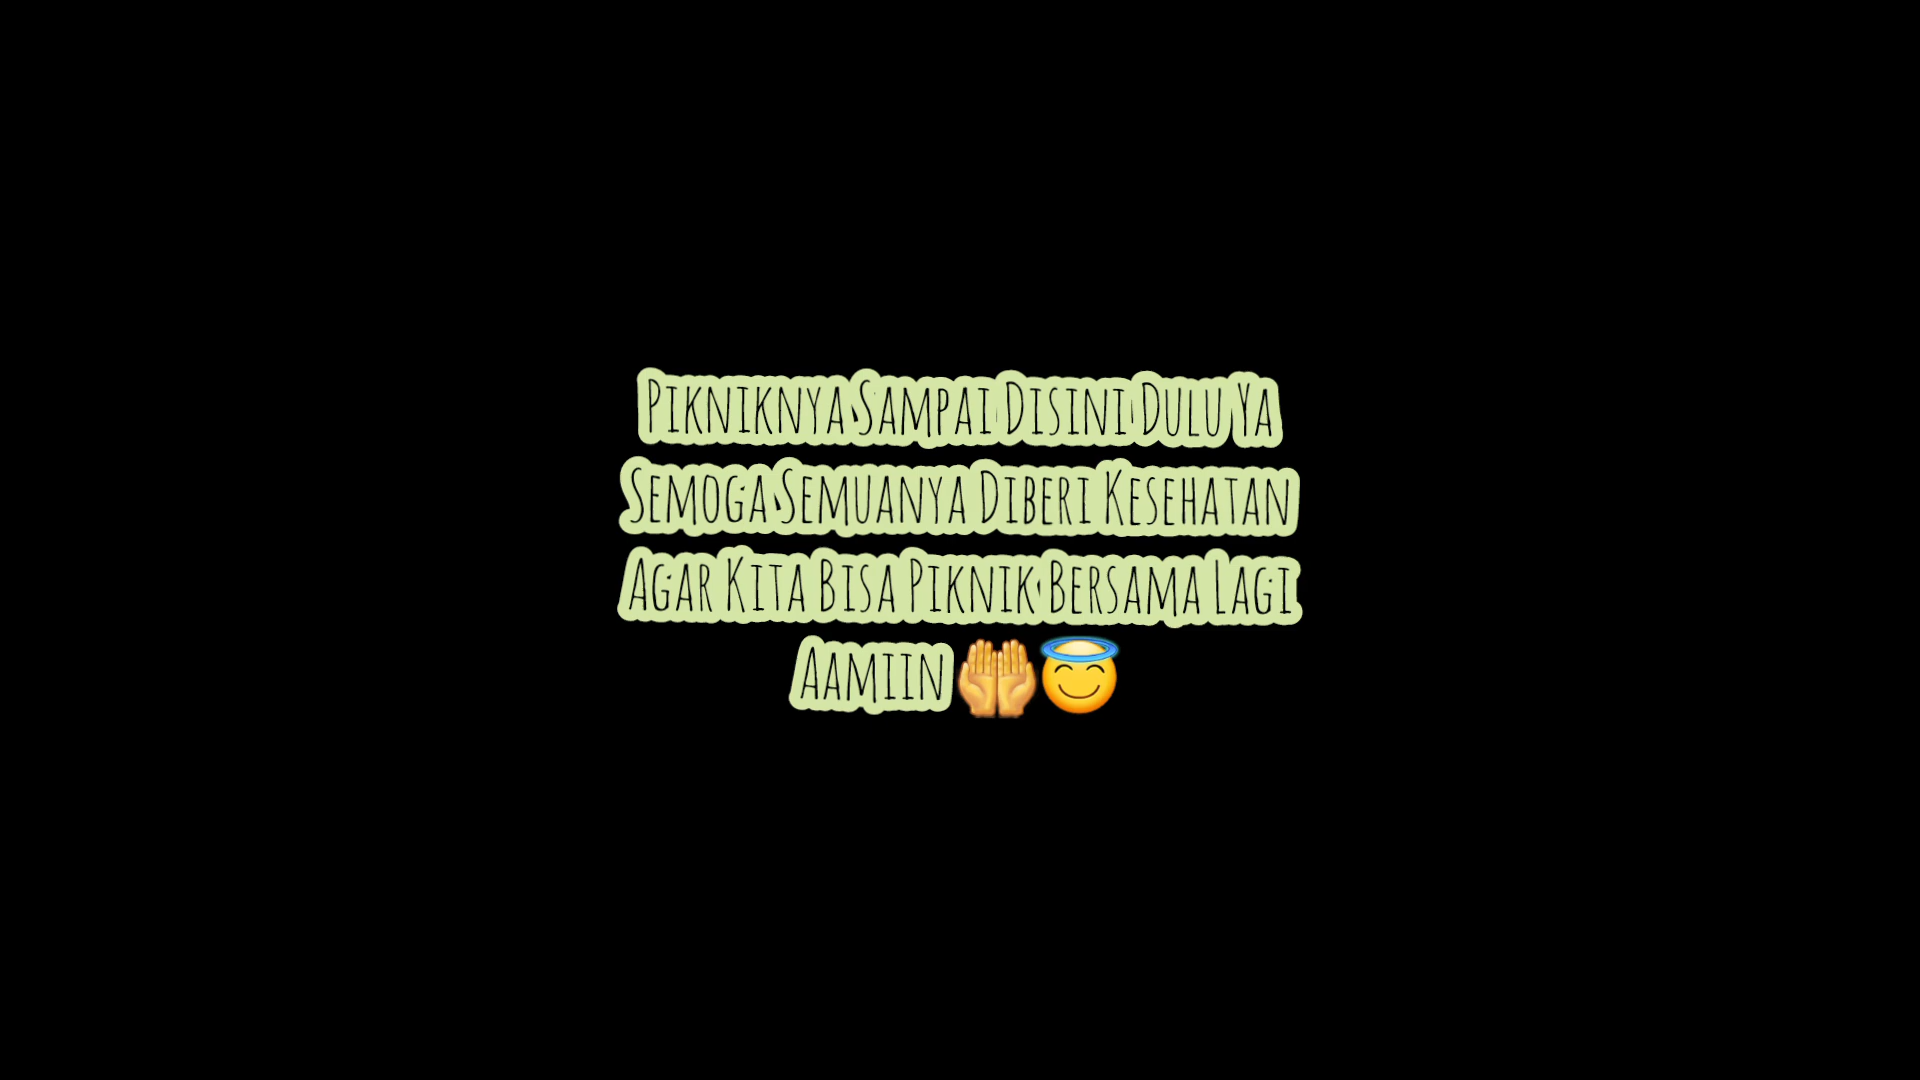 Pikniknya Sampai Disini Dulu Ya
Semoga Semuanya Diberi Kesehatan
Agar Kita Bisa Piknik Bersama Lagi
Aamiin 🤲😇